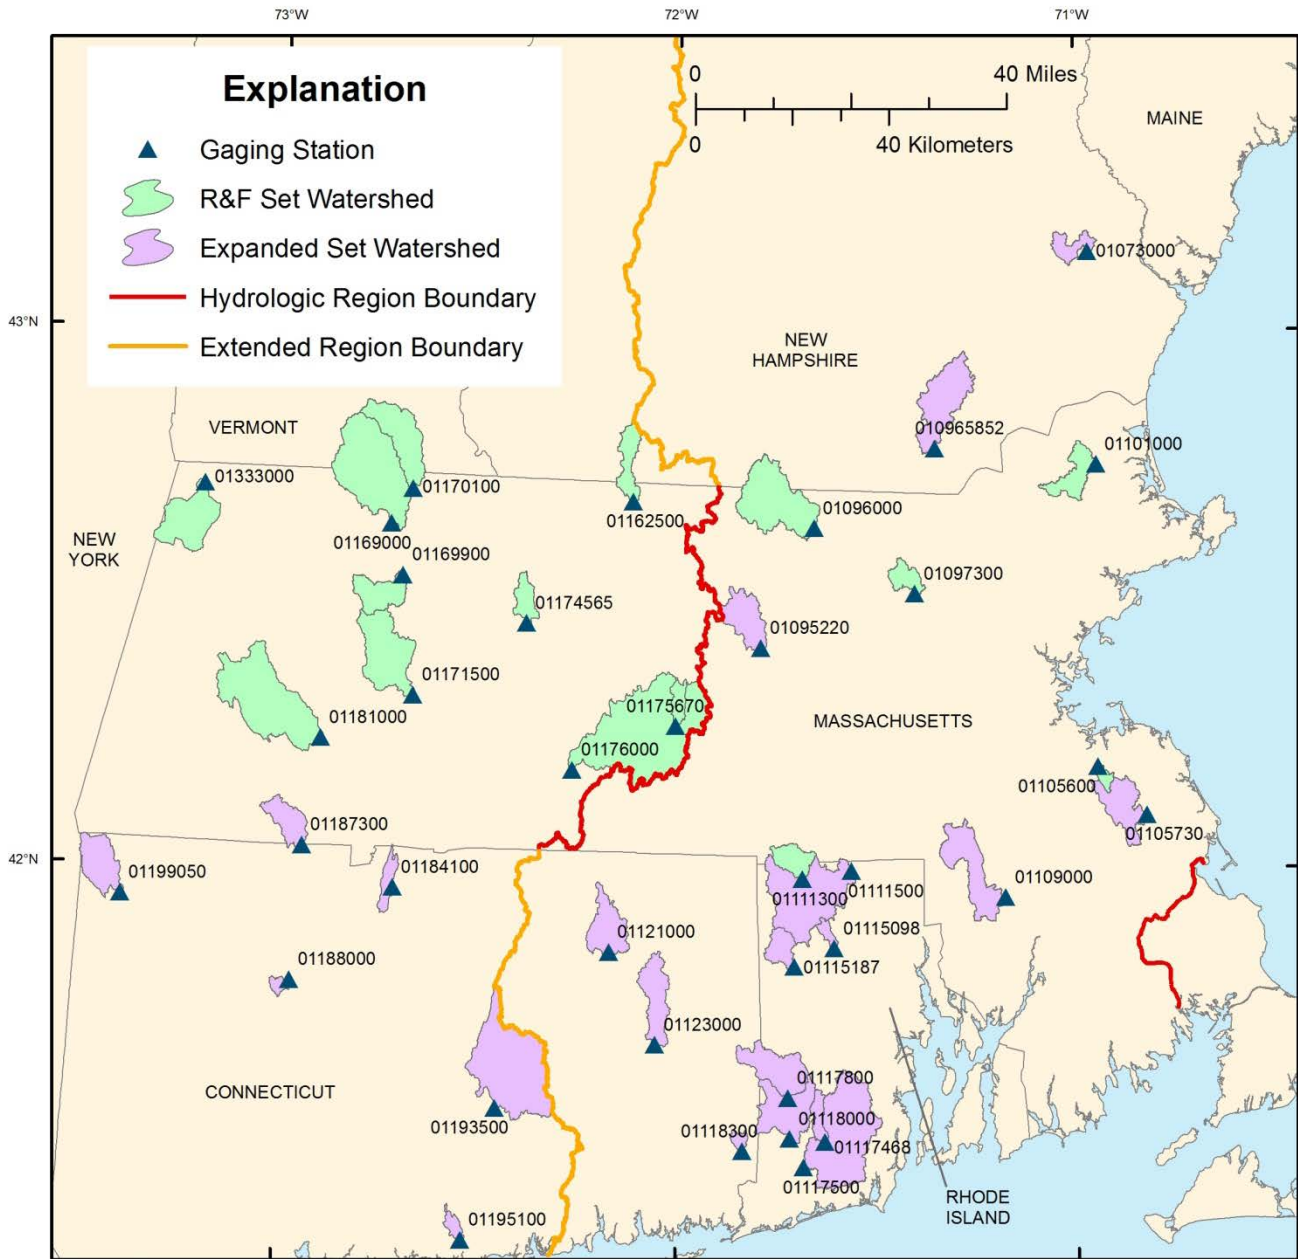 73°W
72°W
71°W
Explanation
Gaging Station
R&F Set Watershed
Expanded Set Watershed
Hydrologic Region Boundary
Extended Region Boundary
0
40 Miles
0
40 Kilometers
MAINE
01073000
43°N
NEW
HAMPSHIRE
VERMONT
010965852
01101000
01333000
01170100
01162500
01096000
NEW
YORK
01169000
01169900
01097300
01174565
01095220
01171500
01175670
MASSACHUSETTS
01181000
01176000
01105600
01187300
01105730
42°N
01199050
01184100
01111300
01111500
01109000
01121000
01115098
01188000
01115187
01123000
CONNECTICUT
01117800
01193500
01118300
01118000
01117468
01117500
RHODE
ISLAND
01195100